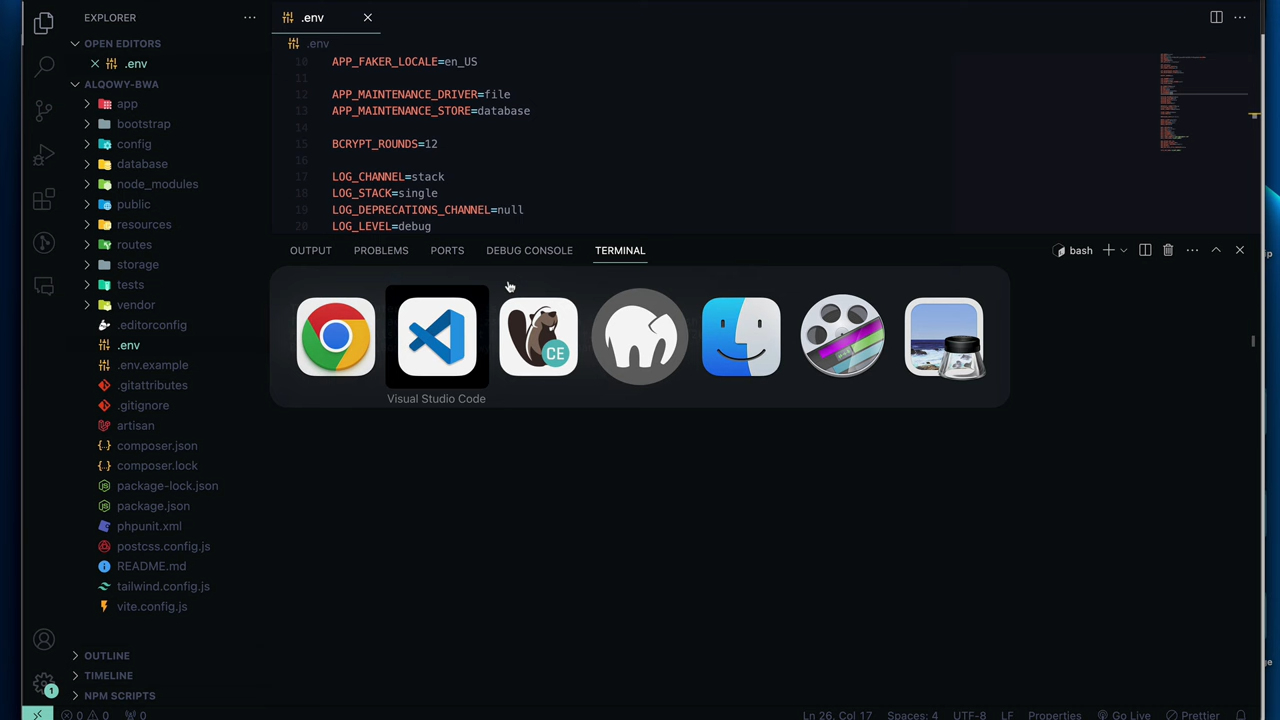 EXPLORER
OPEN EDITORS
.env
ALQOWY-BWA
app
bootstrap
config
database
node_modules
public
resources
routes
storage
tests
vendor
.editorconfig
.env
.env.example
.gitattributes
.gitignore
artisan
composer.json
composer.lock
package-lock.json
package.json
phpunit.xml
postcss.config.js
README.md
tailwind.config.js
vite.config.js
OUTLINE
TIMELINE
NPM SCRIPTS
1
.env
.env
10 APP_FAKER_LOCALE=en_US
11
12 APP_MAINTENANCE_DRIVER=file
13 APP_MAINTENANCE_STORE=database
14
15 BCRYPT_ROUNDS=12
16
17 LOG_CHANNEL=stack
18 LOG_STACK=single
19 LOG_DEPRECATIONS_CHANNEL=null
20 LOG_LEVEL=debug
OUTPUT PROBLEMS PORTS DEBUG CONSOLE TERMINAL
bash
CE
Visual Studio Code
0 0 0 Ln 26, Col 17 Spaces: 4 UTF-8 LF Properties Go Live Prettier